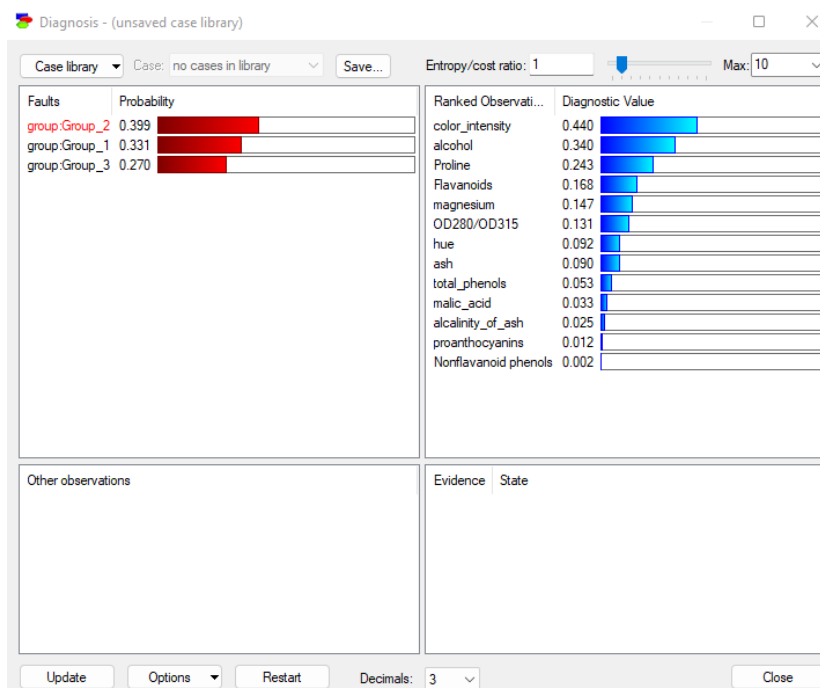 Diagnosis - (unsaved case library)
Case library Case: no cases in library Save... Entropy/cost ratio: 1 Max: 10
Faults Probability
group:Group_2 0.399
group:Group_1 0.331
group:Group_3 0.270
Ranked Observati... Diagnostic Value
color_intensity 0.440
alcohol 0.340
Proline 0.243
Flavanoids 0.168
magnesium 0.147
OD280/OD315 0.131
hue 0.092
ash 0.090
total_phenols 0.053
malic_acid 0.033
alcalinity_of_ash 0.025
proanthocyanins 0.012
Nonflavanoid phenols 0.002
Other observations
Evidence State
Update Options Restart Decimals: 3 Close